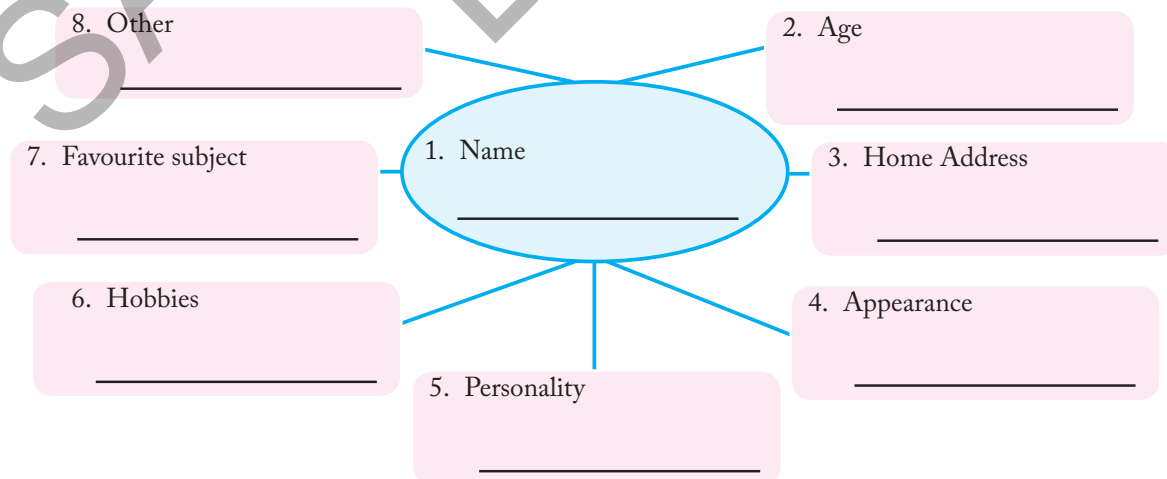 8. Other
2. Age
1. Name
7. Favourite subject
3. Home Address
6. Hobbies
4. Appearance
5. Personality